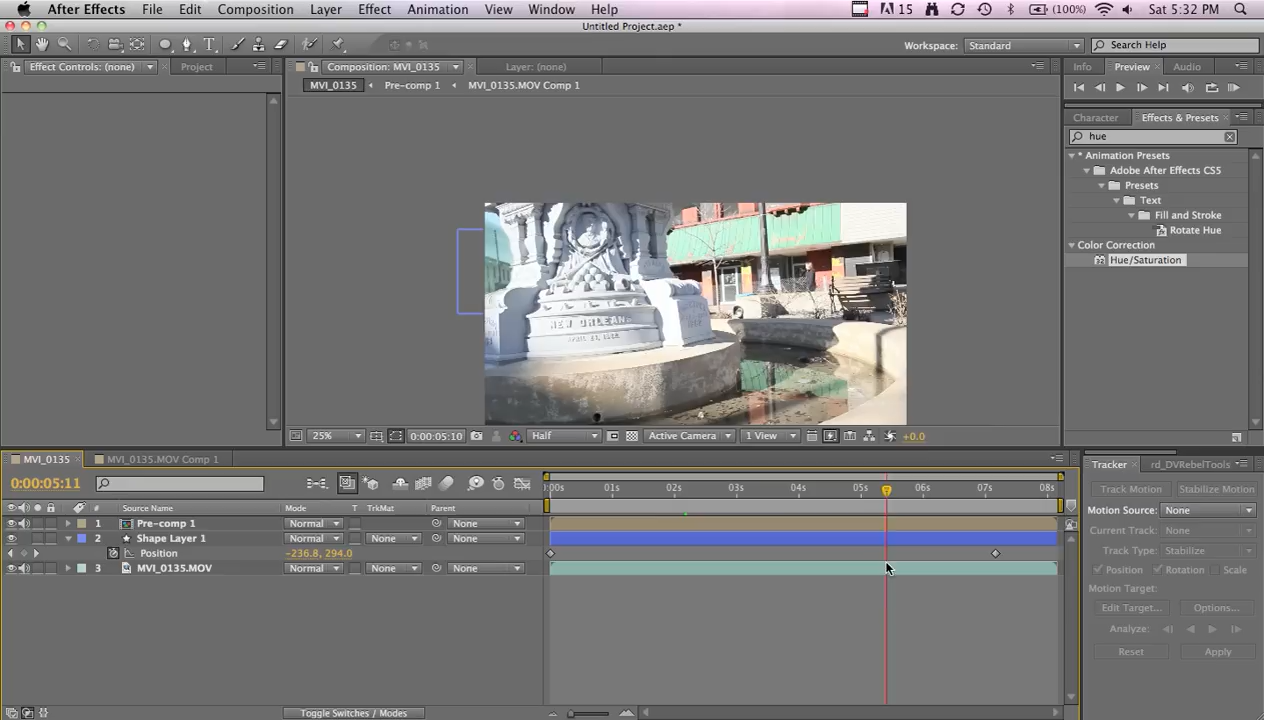 After Effects File Edit Composition Layer Effect Animation View Window Help 15 (100%) Sat 5:32 PM
Untitled Project.aep *
Workspace: Standard Search Help
Effect Controls: (none) Project Composition: MVI_0135 Layer: (none) Info Preview Audio
MVI_0135 Pre-comp 1 MVI_0135.MOV Comp 1
Character Effects & Presets
hue
* Animation Presets
Adobe After Effects CS5
Presets
Text
Fill and Stroke
Rotate Hue
Color Correction
Hue/Saturation
NEW ORLEANS
25% 0:00:05:10 Half Active Camera 1 View +0.0
MVI_0135 MVI_0135.MOV Comp 1 Tracker rd_DVRebelTools
0:00:05:11
:00s 01s 02s 03s 04s 05s 06s 07s 08s
Track Motion Stabilize Motion
# Source Name Mode T TrkMat Parent
Motion Source: None
1 Pre-comp 1 Normal None
Current Track: None
2 Shape Layer 1 Normal None None
Track Type: Stabilize
Position -236.8, 294.0
3 MVI_0135.MOV Normal None None
Position Rotation Scale
Motion Target:
Edit Target... Options...
Analyze:
Reset Apply
Toggle Switches / Modes